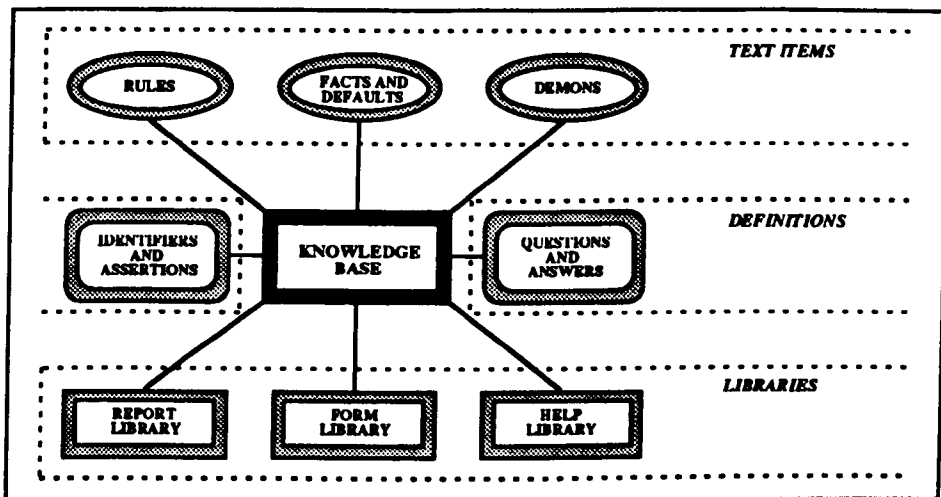 TEXT ITEMS
RULES
FACTS AND
DEFAULTS
DEMONS
DEFINITIONS
IDENTIFIERS
AND
ASSERTIONS
KNOWLEDGE
BASE
QUESTIONS
AND
ANSWERS
LIBRARIES
REPORT
LIBRARY
FORM
LIBRARY
HELP
LIBRARY